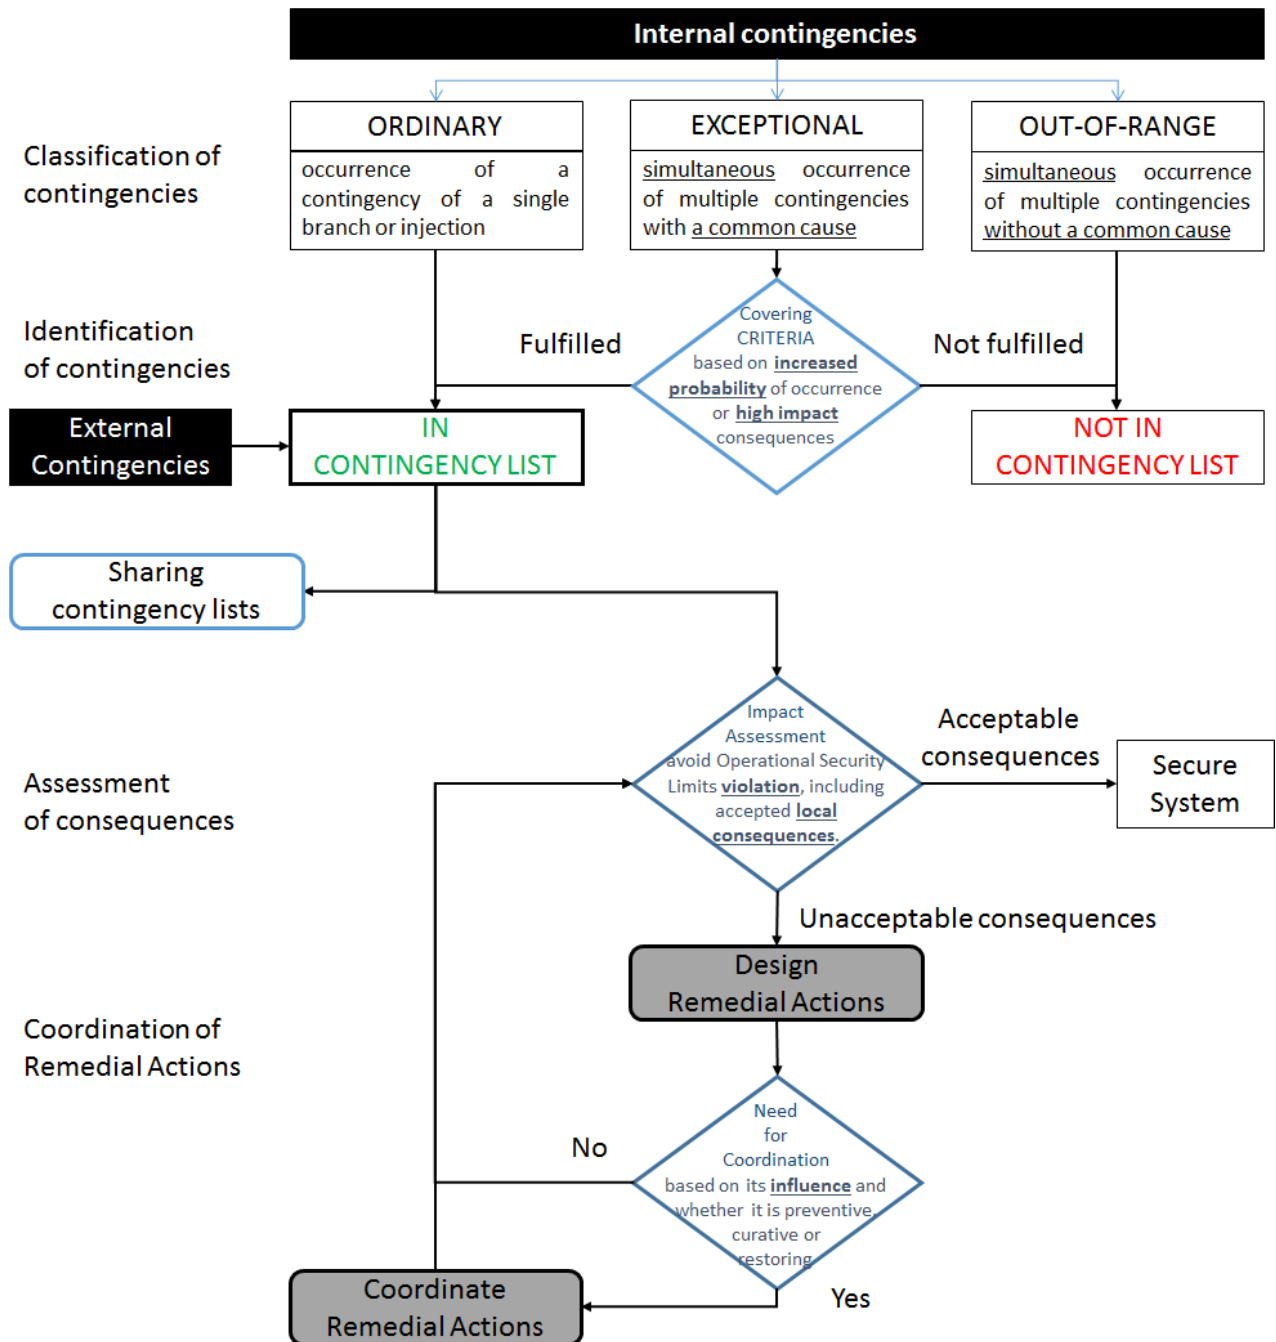 Internal contingencies
Classification of
contingencies
ORDINARY
occurrence of a
contingency of a single
branch or injection
EXCEPTIONAL
simultaneous occurrence
of multiple contingencies
with a common cause
OUT-OF-RANGE
simultaneous occurrence
of multiple contingencies
without a common cause
Identification
of contingencies
Fulfilled
Covering
CRITERIA
based on increased
probability of occurrence
or high impact
consequences
Not fulfilled
External
Contingencies
IN
CONTINGENCY LIST
NOT IN
CONTINGENCY LIST
Sharing
contingency lists
Assessment
of consequences
Impact
Assessment
avoid Operational Security
Limits violation, including
accepted local
consequences.
Acceptable
consequences
Secure
System
Unacceptable consequences
Design
Remedial Actions
Coordination of
Remedial Actions
No
Need
for
Coordination
based on its influence and
whether it is preventive,
curative or
restoring
Yes
Coordinate
Remedial Actions